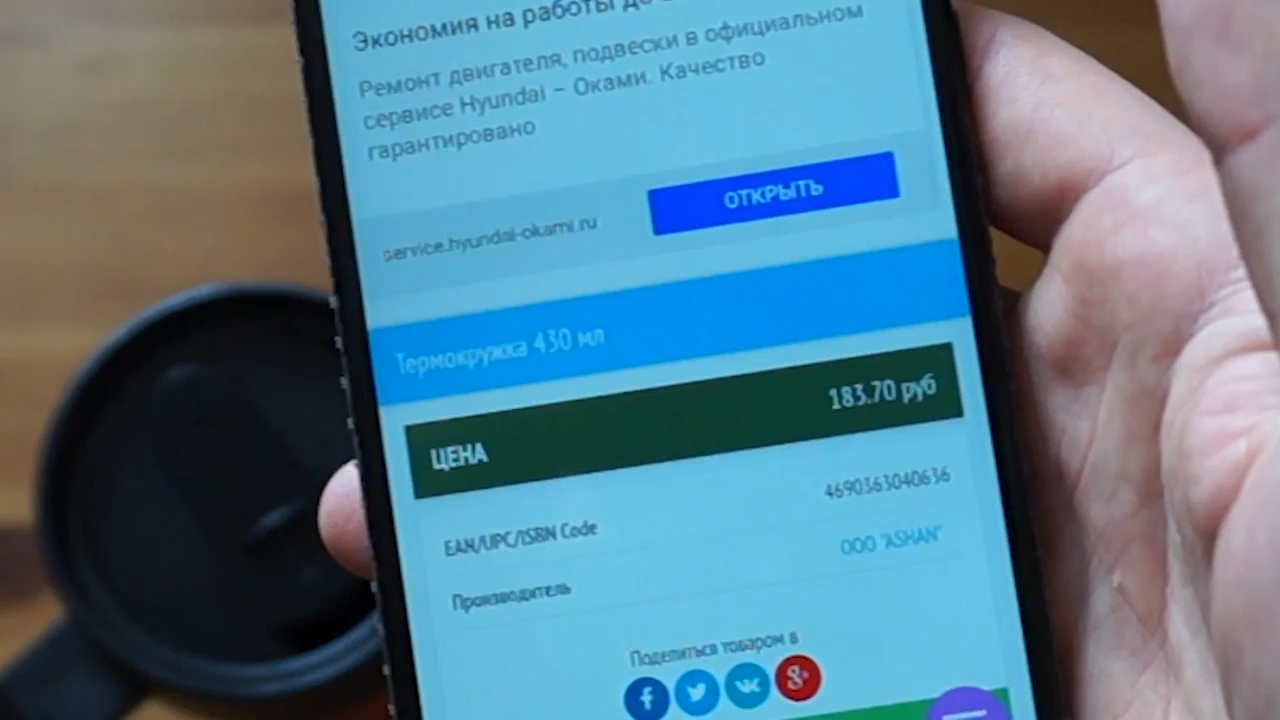 Экономия на работы до
Ремонт двигателя, подвески в официальном
сервисе Hyundai – Оками. Качество
гарантировано
service.hyundai-okami.ru
ОТКРЫТЬ
Термокружка 430 мл
ЦЕНА 183.70 руб
EAN/UPC/ISBN Code 4690363040636
Производитель ООО "ASHAN"
Поделиться товаром в